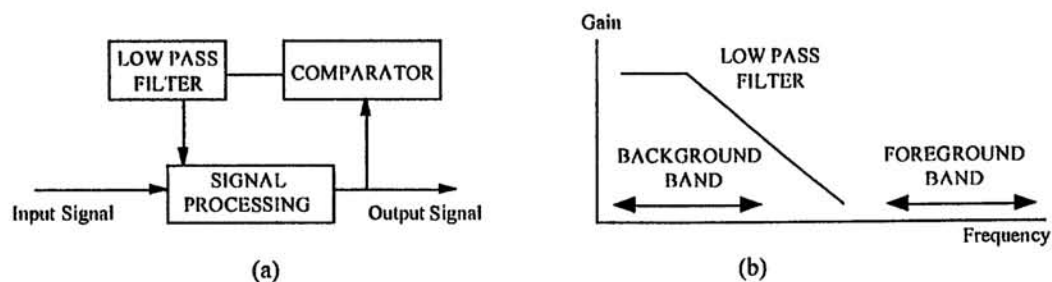 LOW PASS
FILTER
COMPARATOR
SIGNAL
PROCESSING
Input Signal
Output Signal
(a)
Gain
LOW PASS
FILTER
BACKGROUND
BAND
FOREGROUND
BAND
Frequency
(b)